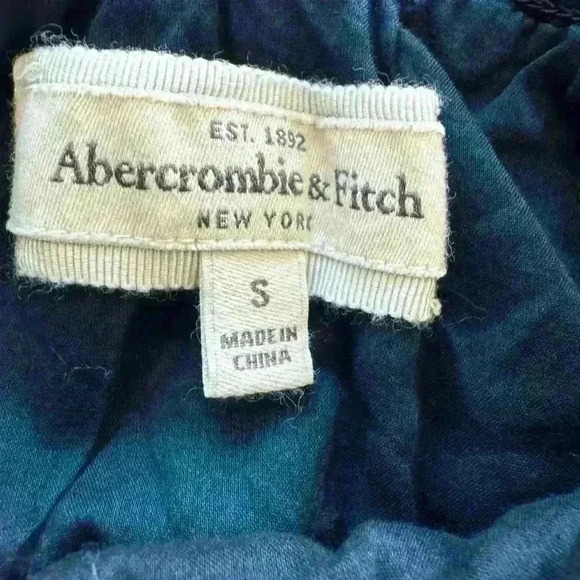 EST. 1892
Abercrombie & Fitch
NEW YORK
S
MADE IN
CHINA